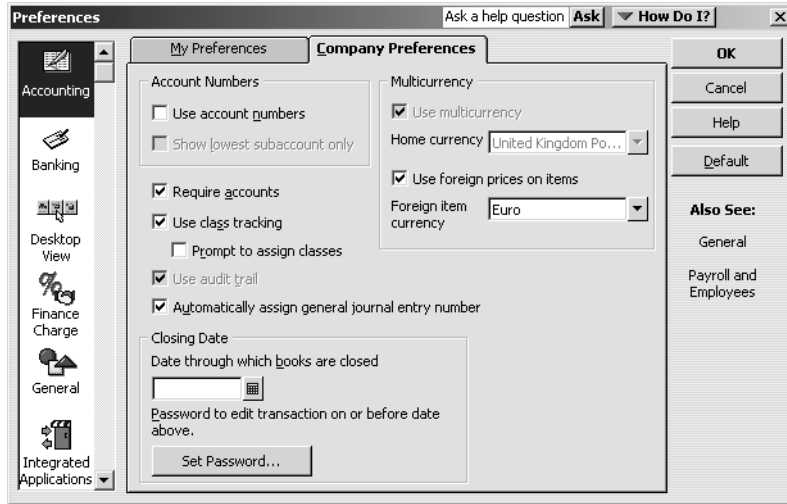 Preferences
Ask a help question
Ask
How Do I?
Accounting
Banking
Desktop
View
Finance
Charge
General
Integrated
Applications
My Preferences
Company Preferences
Account Numbers
Use account numbers
Show lowest subaccount only
Require accounts
Use class tracking
Prompt to assign classes
Use audit trail
Automatically assign general journal entry number
Closing Date
Date through which books are closed
Password to edit transaction on or before date
above.
Set Password...
Multicurrency
Use multicurrency
Home currency
United Kingdom Po...
Use foreign prices on items
Foreign item
currency
Euro
OK
Cancel
Help
Default
Also See:
General
Payroll and
Employees